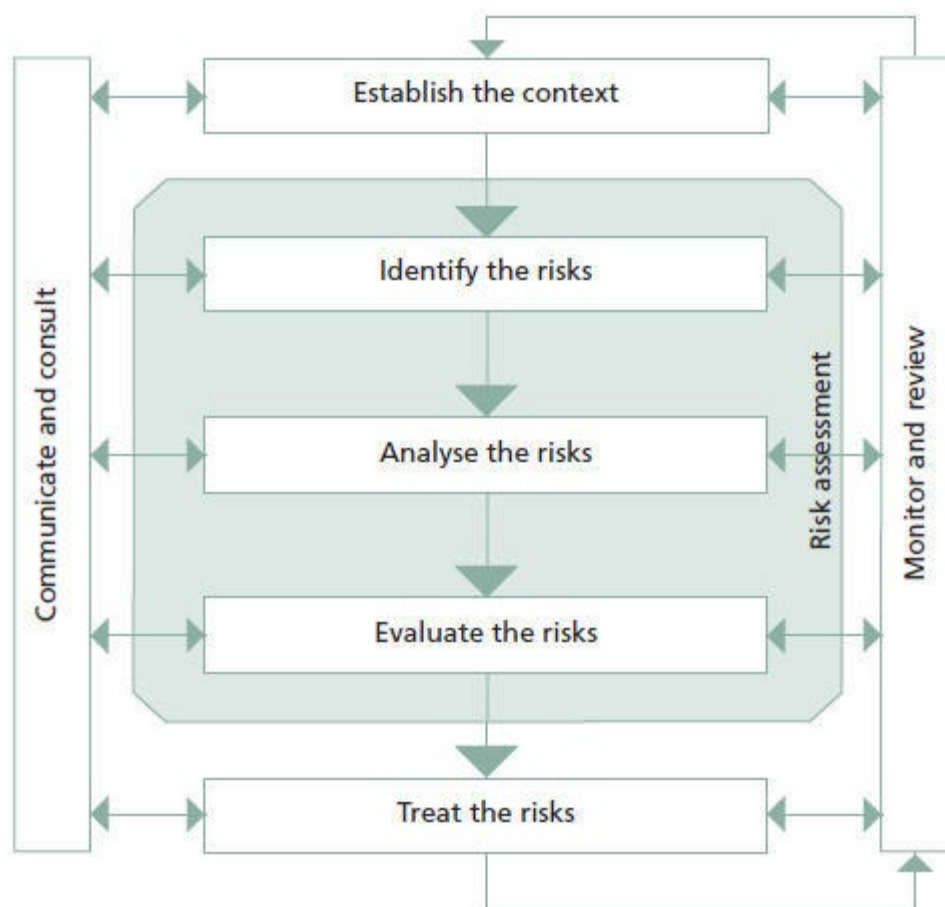 Establish the context
Identify the risks
Analyse the risks
Evaluate the risks
Treat the risks
Communicate and consult
Risk assessment
Monitor and review